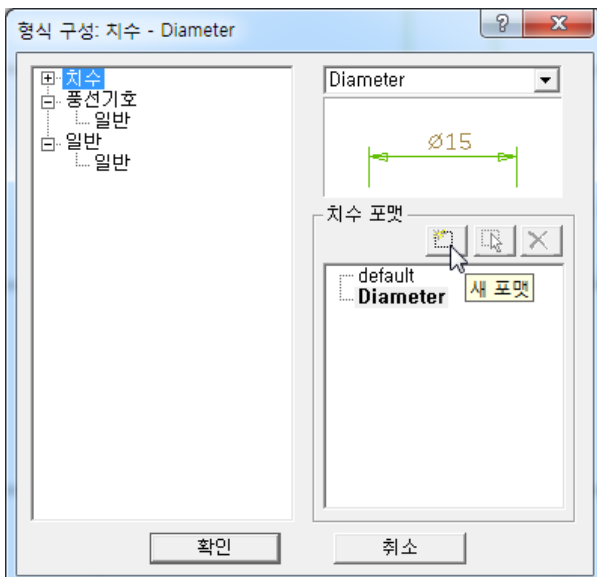 형식 구성: 치수 - Diameter
치수
풍선기호
일반
일반
일반
Diameter
Ø15
치수 포맷
default
Diameter
새 포맷
확인
취소